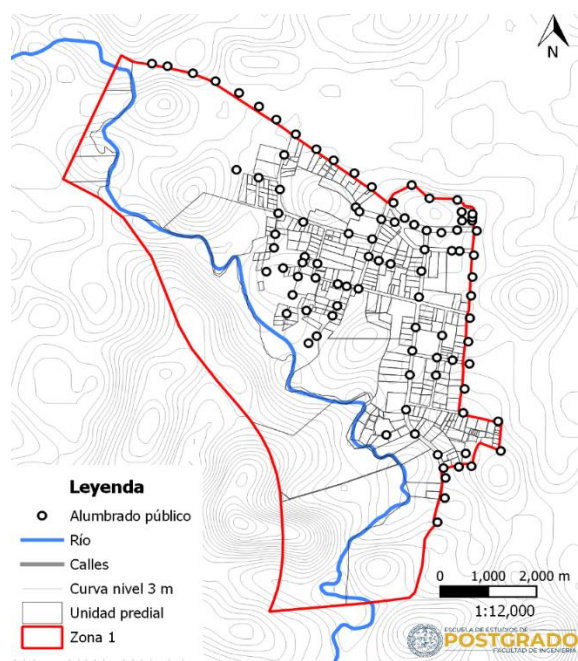 N
Leyenda
Alumbrado público
Río
Calles
Curva nivel 3 m
Unidad predial
Zona 1
0 1,000 2,000 m
1:12,000
ESCUELA DE ESTUDIOS DE
POSTGRADO
FACULTAD DE INGENIERÍA